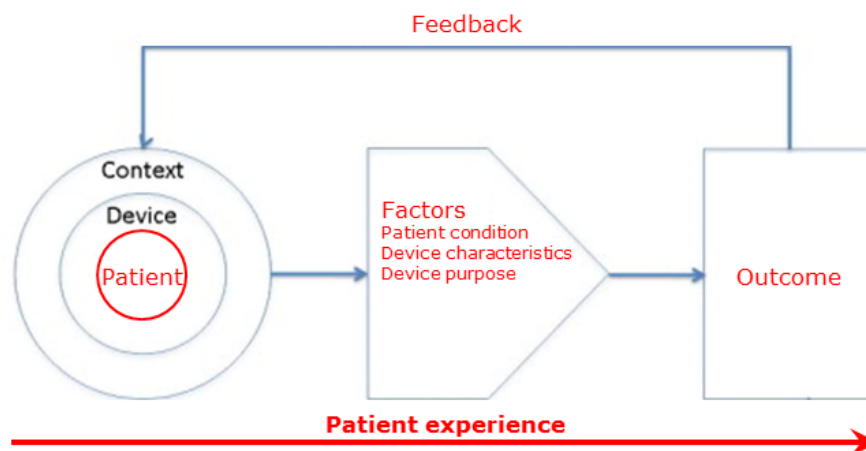 Feedback
Context
Device
Patient
Factors
Patient condition
Device characteristics
Device purpose
Outcome
Patient experience